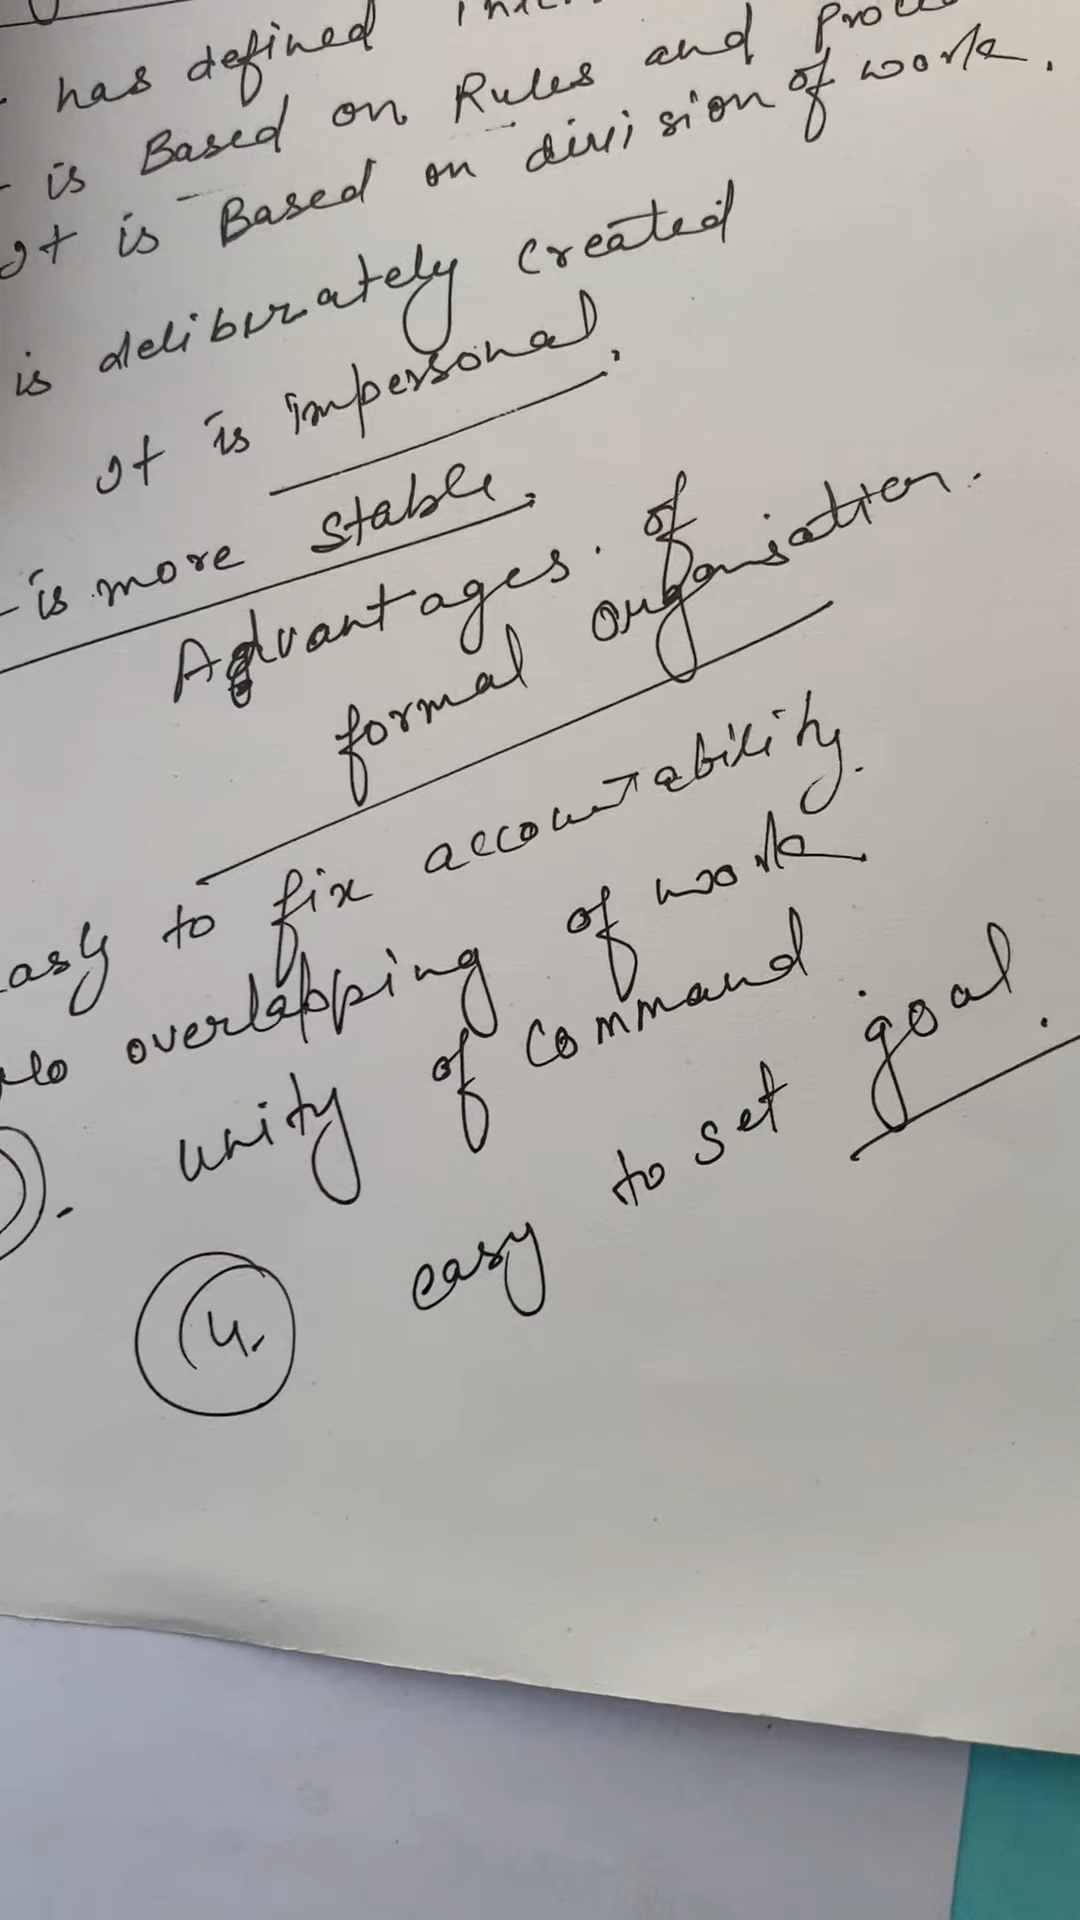 has defined
is Based on Rules and
It is Based on division of work.
is deliberately created
It is impersonal.
is more stable.
Advantages of
formal organisation.
to fix accountability.
No overlapping of work.
unity of command
4. easy to set goal.